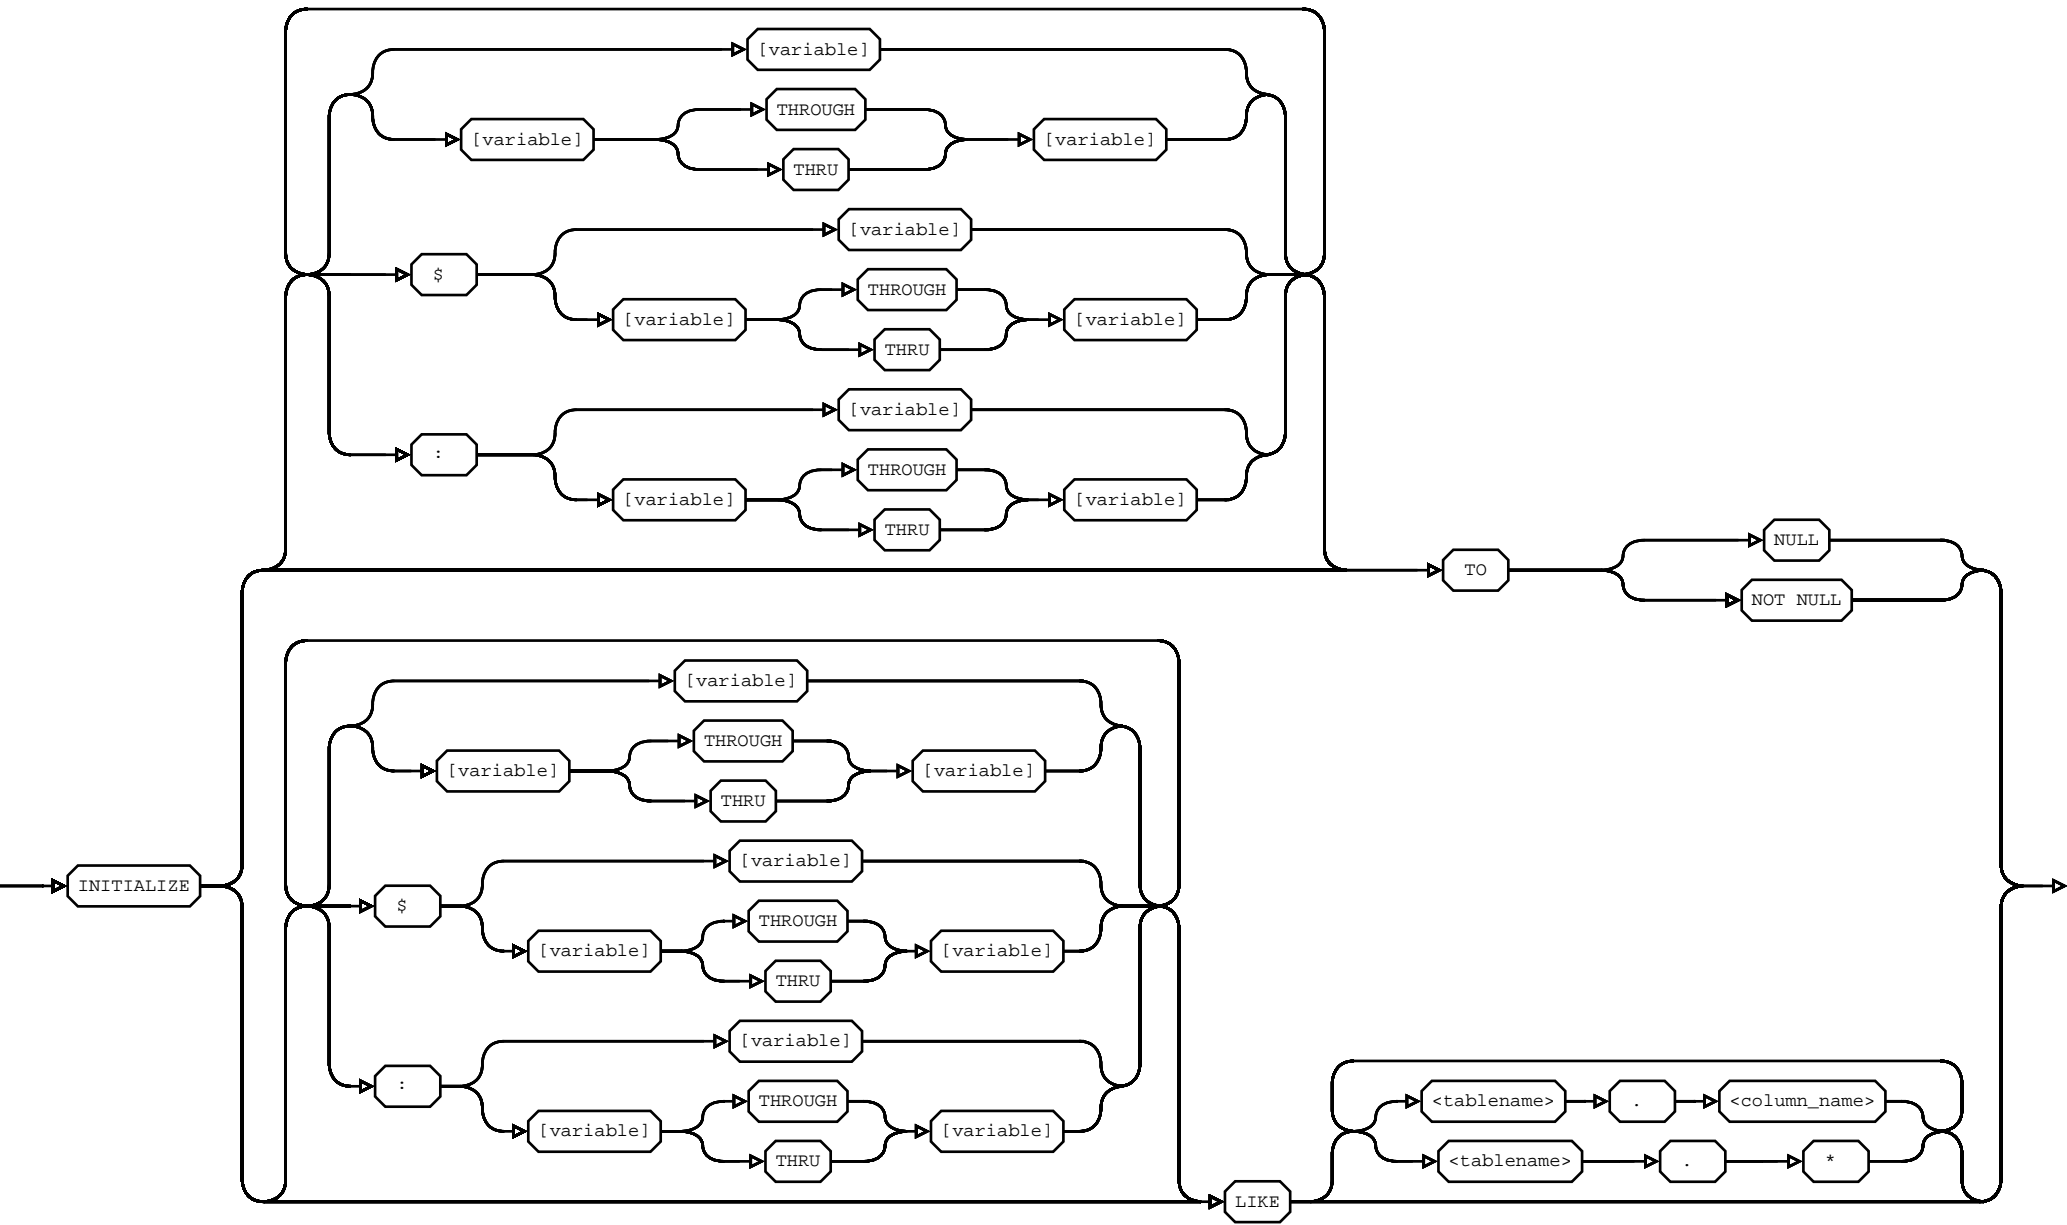 [variable]
THROUGH
[variable] [variable]
THRU
[variable]
$
THROUGH
[variable] [variable]
THRU
[variable]
:
THROUGH
[variable] [variable]
THRU
NULL
TO
NOT NULL
[variable]
THROUGH
[variable] [variable]
THRU
[variable]
INITIALIZE
$
THROUGH
[variable] [variable]
THRU
[variable]
:
THROUGH
[variable] [variable]
THRU
<tablename> . <column_name>
<tablename> . *
LIKE